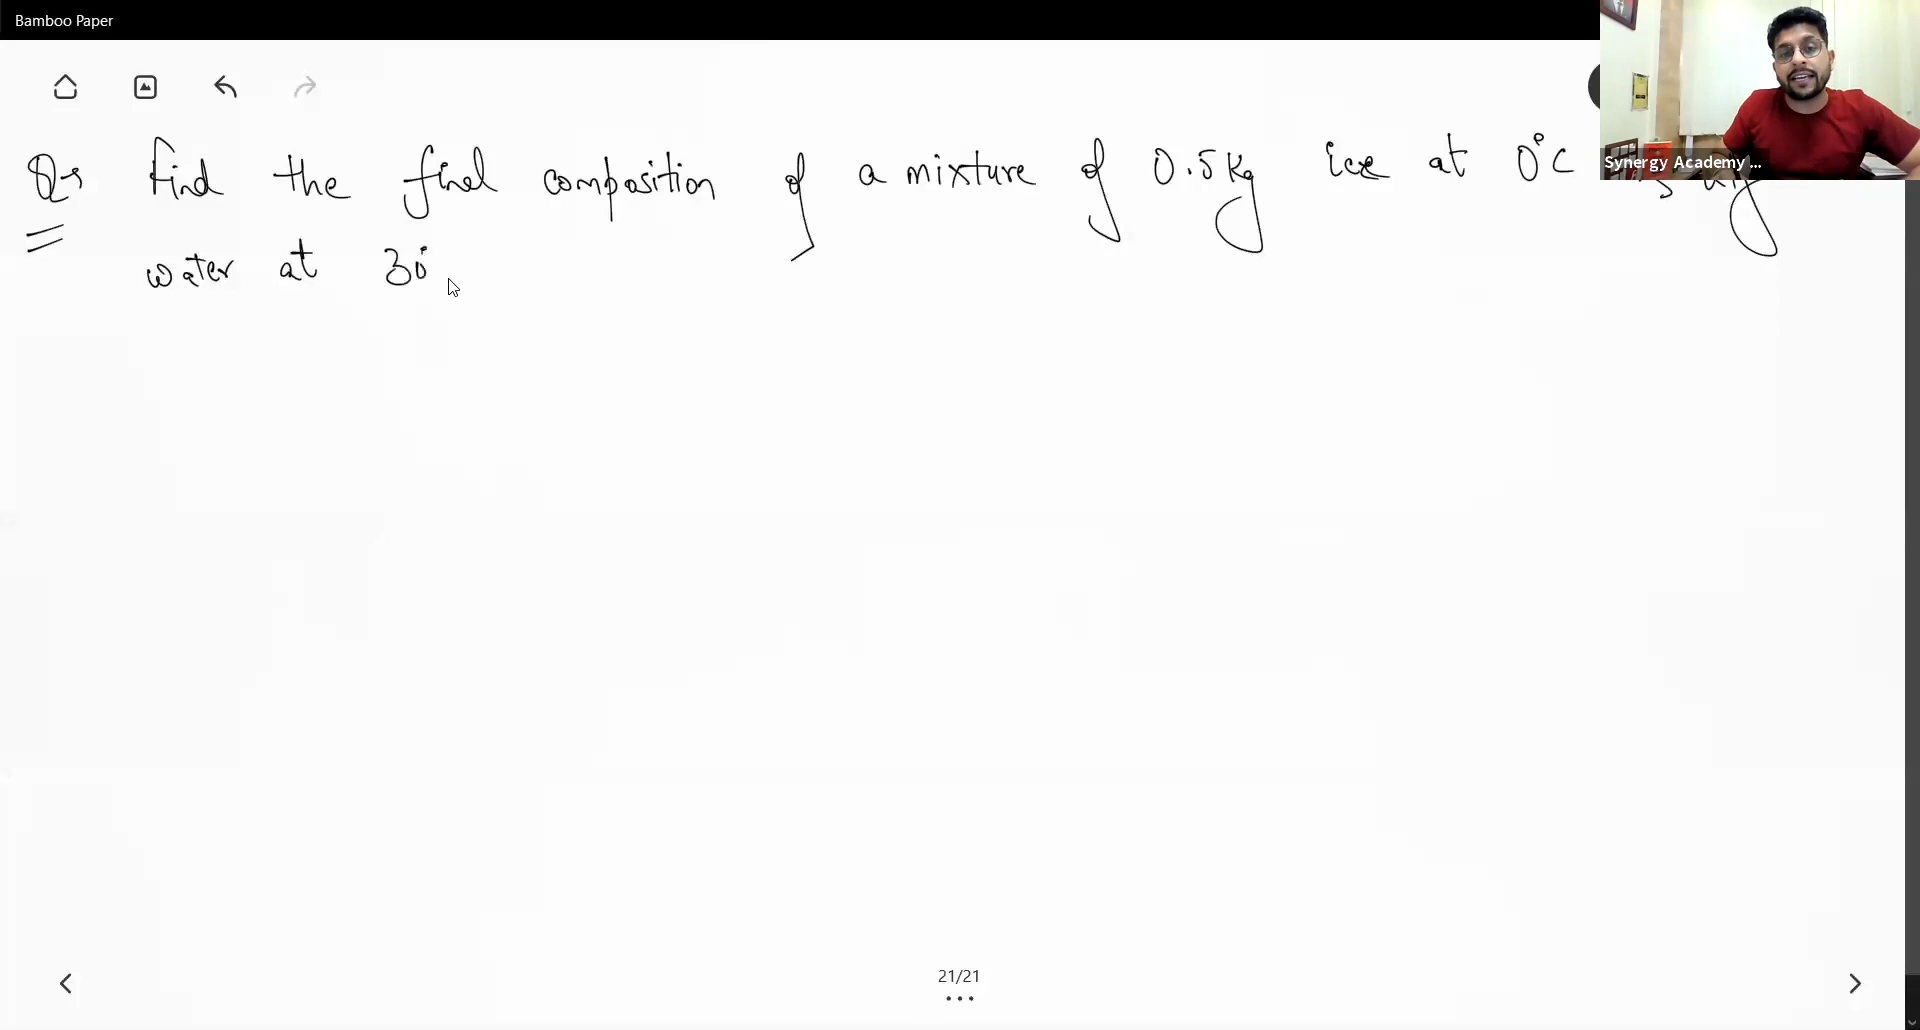 Bamboo Paper
Synergy Academy ...
Qs find the final composition of a mixture of 0.5 Kg ice at 0°C
water at 30°
21/21